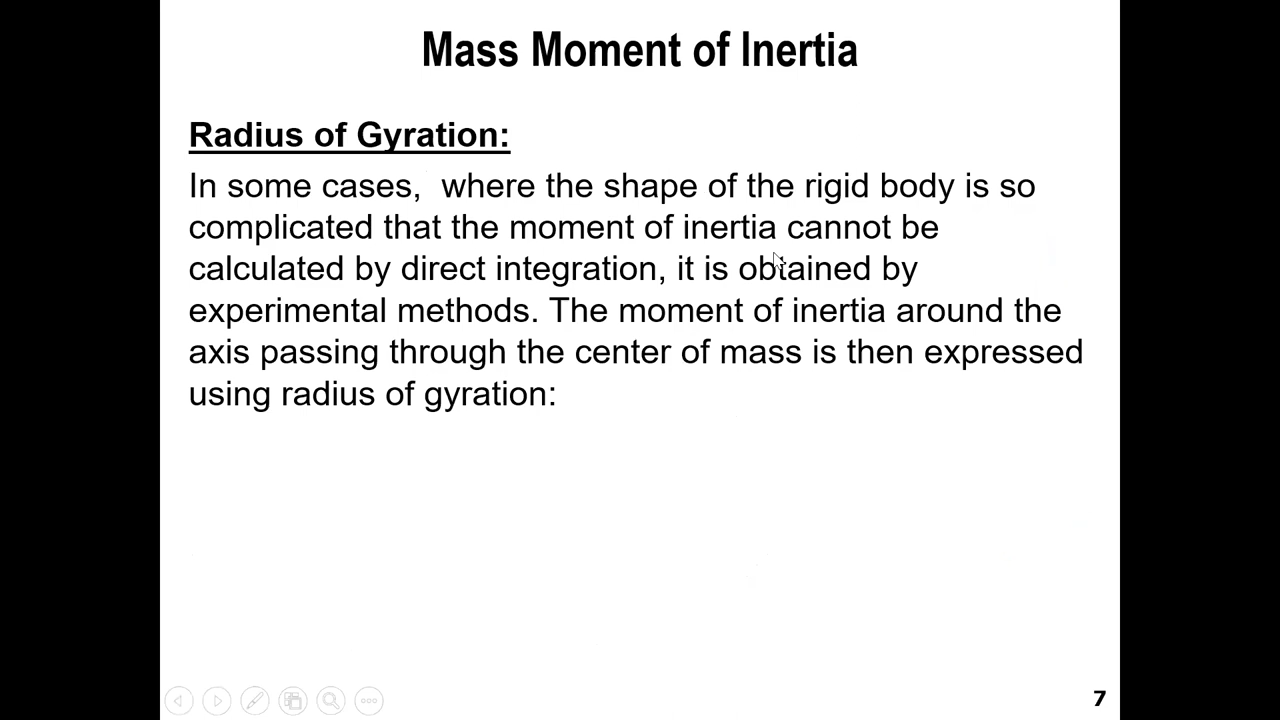 Mass Moment of Inertia
Radius of Gyration:
In some cases,  where the shape of the rigid body is so
complicated that the moment of inertia cannot be
calculated by direct integration, it is obtained by
experimental methods. The moment of inertia around the
axis passing through the center of mass is then expressed
using radius of gyration:
7